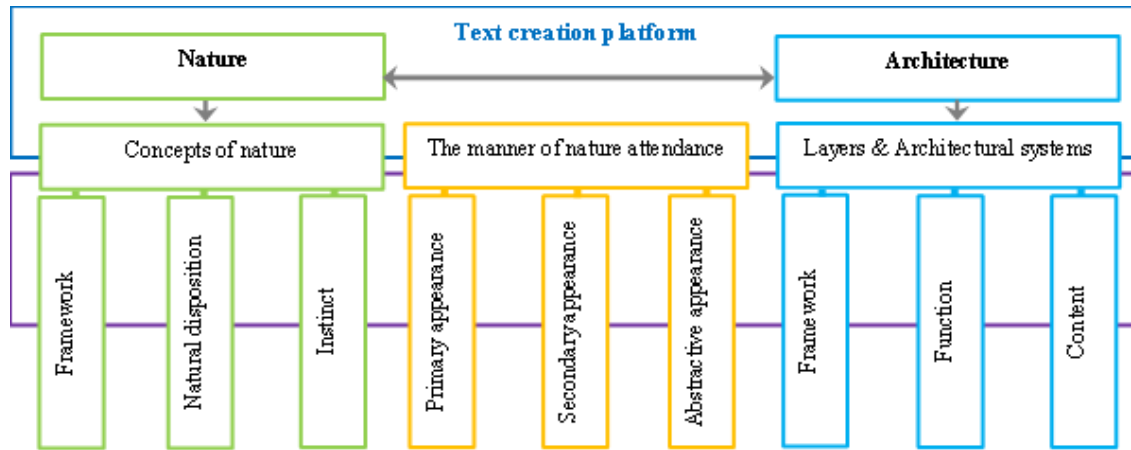 Text creation platform
Nature
Architecture
Concepts of nature
The manner of nature attendance
Layers & Architectural systems
Framework
Natural disposition
Instinct
Primary appearance
Secondary appearance
Abstractive appearance
Framework
Function
Content